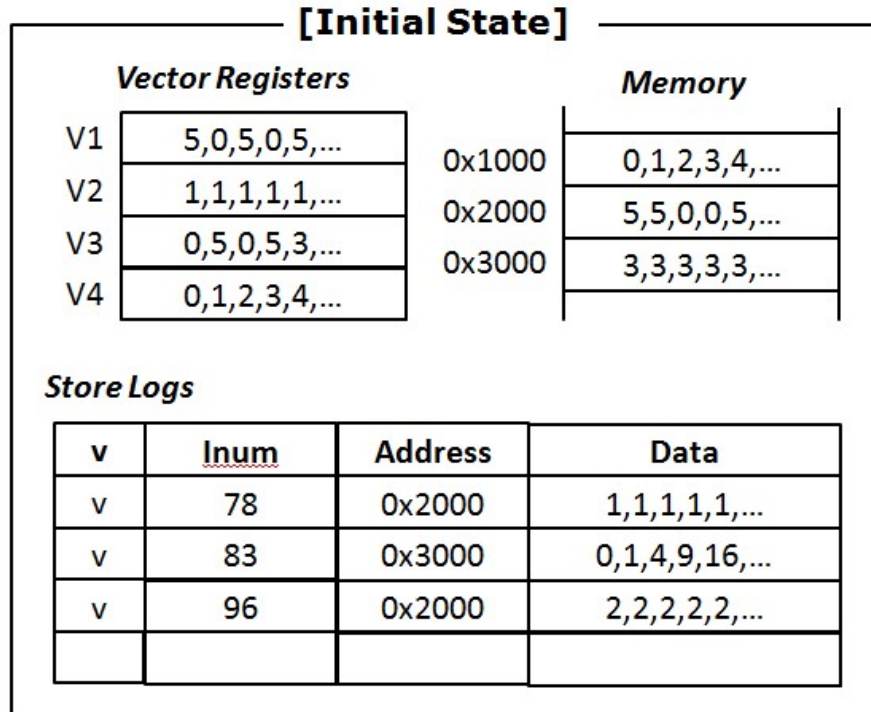 [Initial State]
Vector Registers
Memory
V1 5,0,5,0,5,...
V2 1,1,1,1,1,...
V3 0,5,0,5,3,...
V4 0,1,2,3,4,...
0x1000 0,1,2,3,4,...
0x2000 5,5,0,0,5,...
0x3000 3,3,3,3,3,...
Store Logs
v Inum Address Data
v 78 0x2000 1,1,1,1,1,...
v 83 0x3000 0,1,4,9,16,...
v 96 0x2000 2,2,2,2,2,...